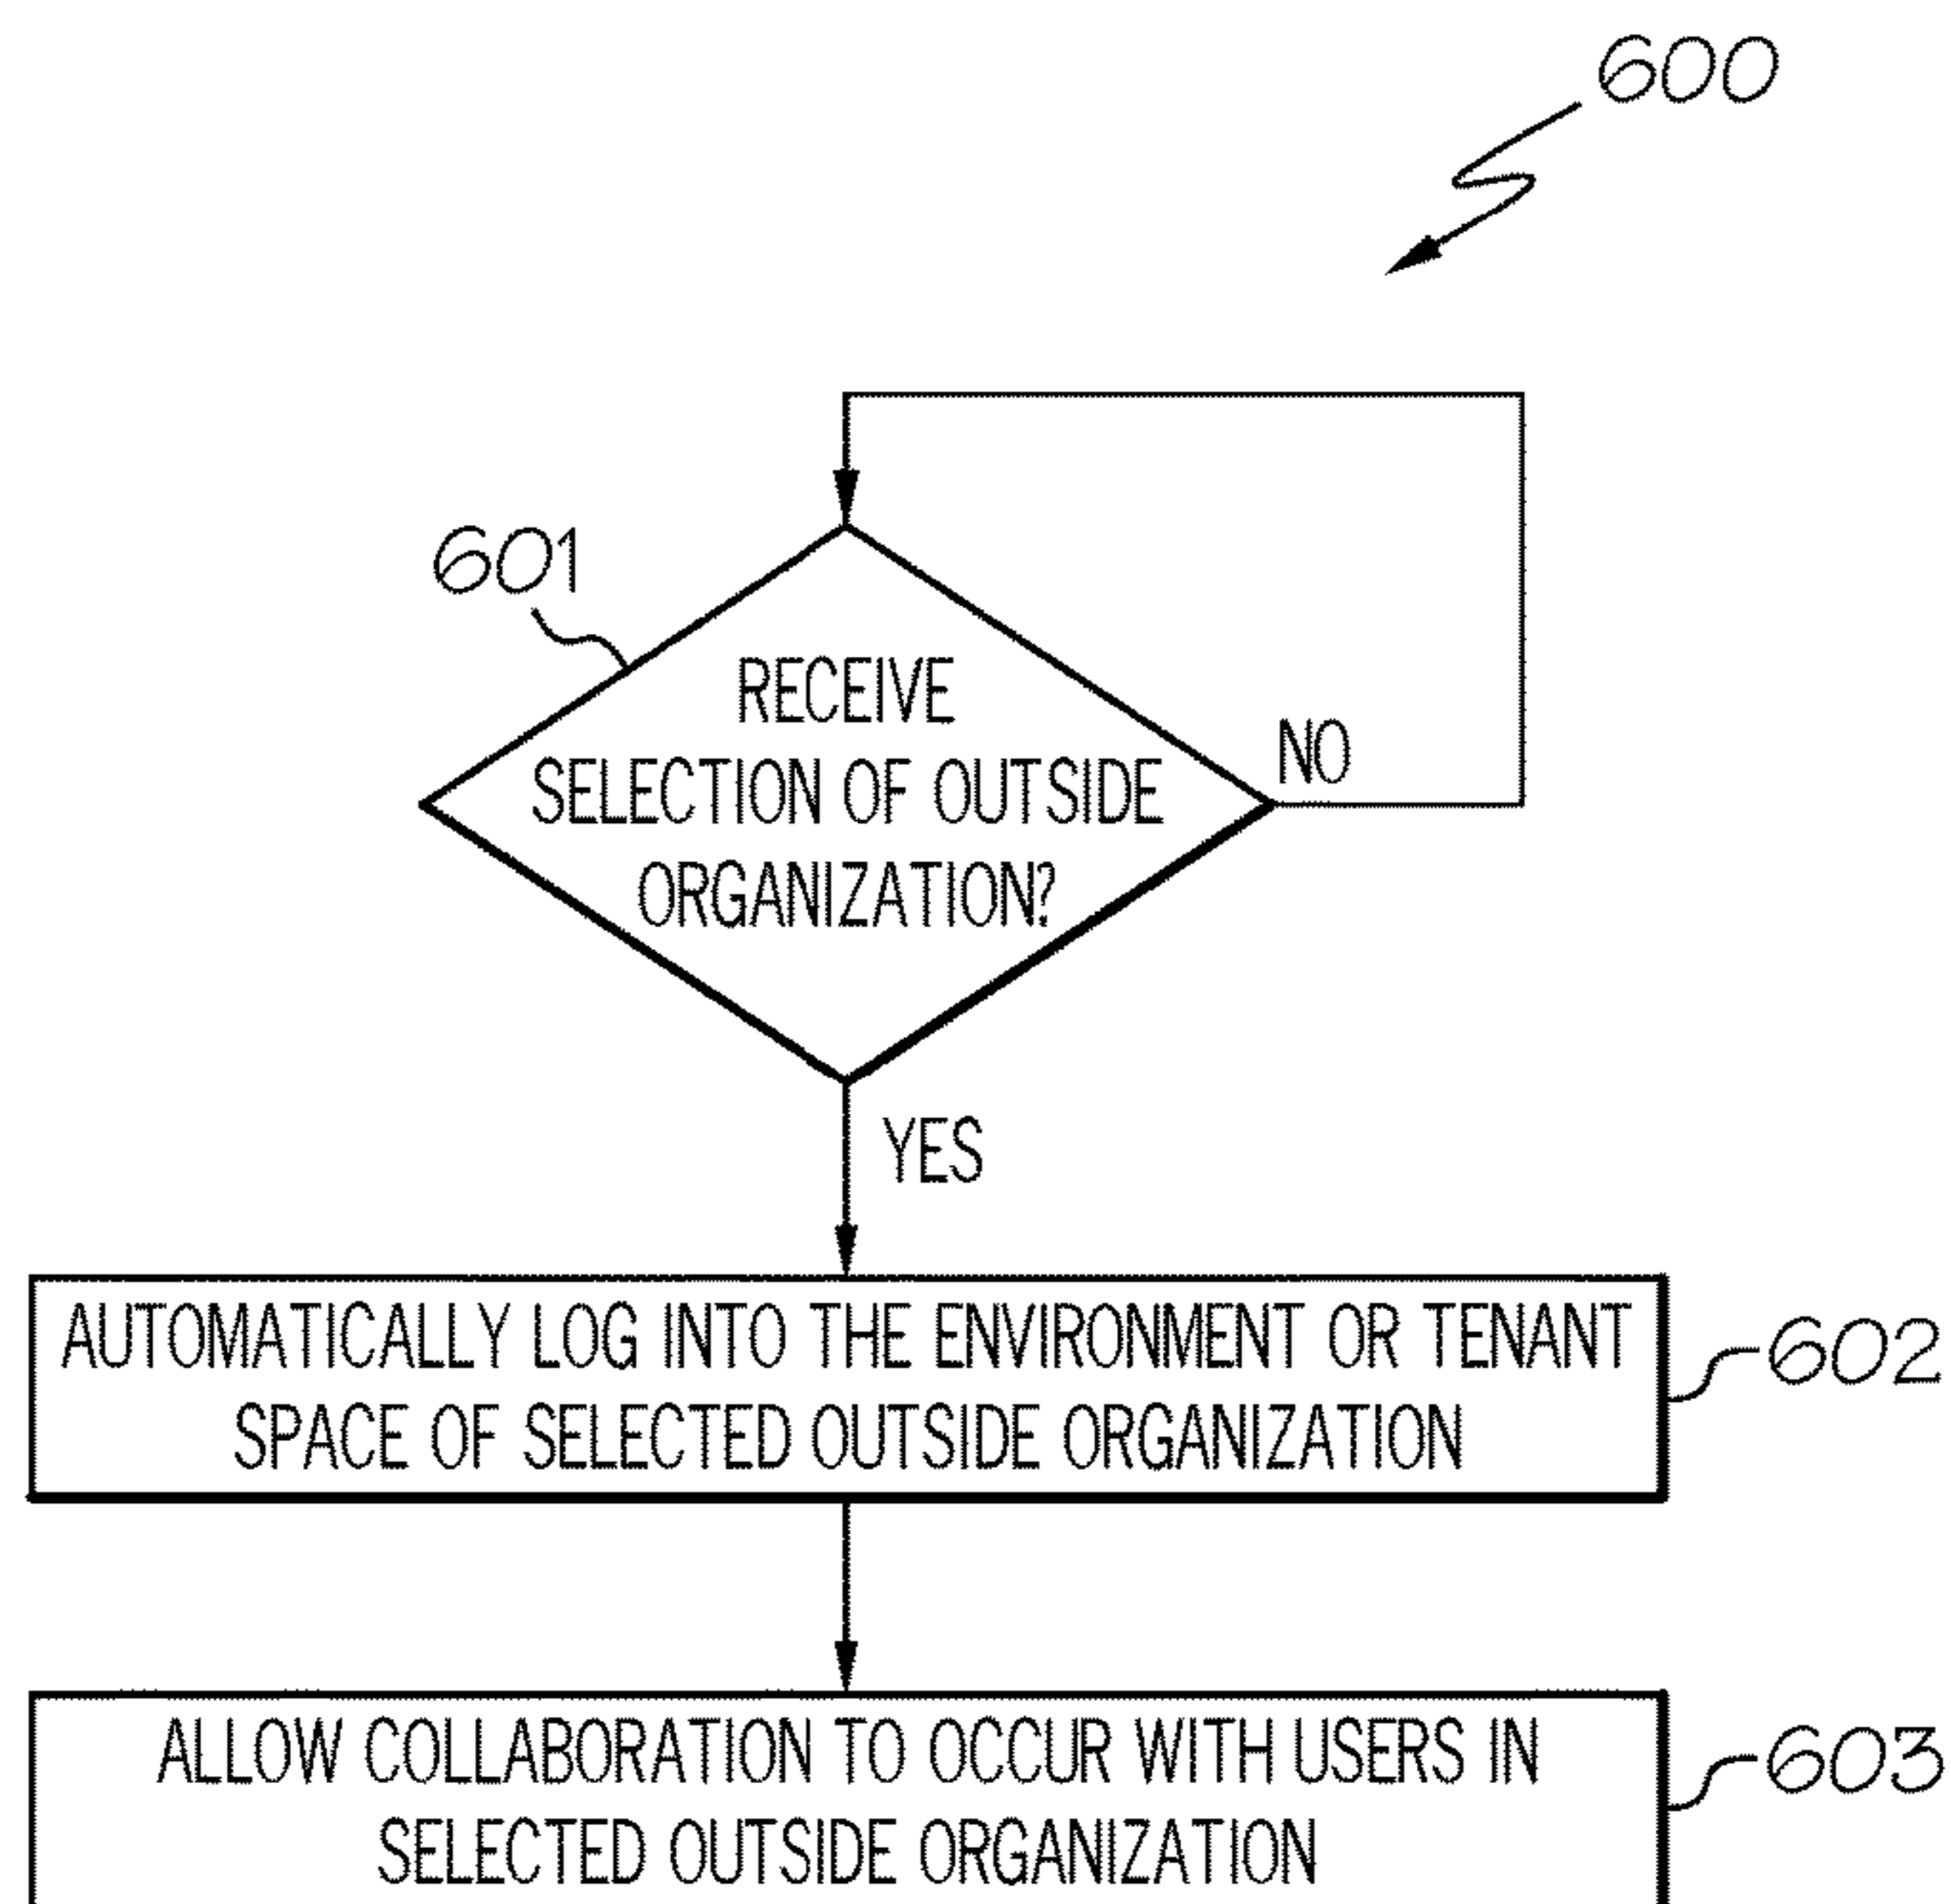 600
601
RECEIVE
SELECTION OF OUTSIDE
ORGANIZATION?
NO
YES
AUTOMATICALLY LOG INTO THE ENVIRONMENT OR TENANT
SPACE OF SELECTED OUTSIDE ORGANIZATION
602
ALLOW COLLABORATION TO OCCUR WITH USERS IN
SELECTED OUTSIDE ORGANIZATION
603